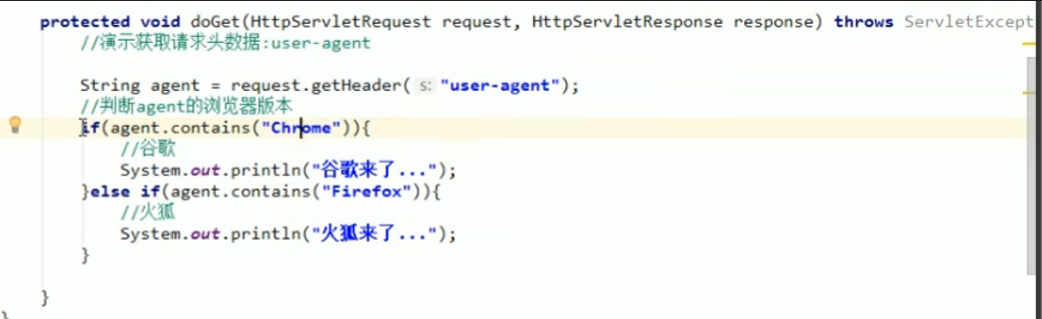 protected void doGet(HttpServletRequest request, HttpServletResponse response) throws ServletExcept
//演示获取请求头数据:user-agent
String agent = request.getHeader( s: "user-agent");
//判断agent的浏览器版本
if(agent.contains("Chrome")){
//谷歌
System.out.println("谷歌来了...");
}else if(agent.contains("Firefox")){
//火狐
System.out.println("火狐来了...");
}
}
}